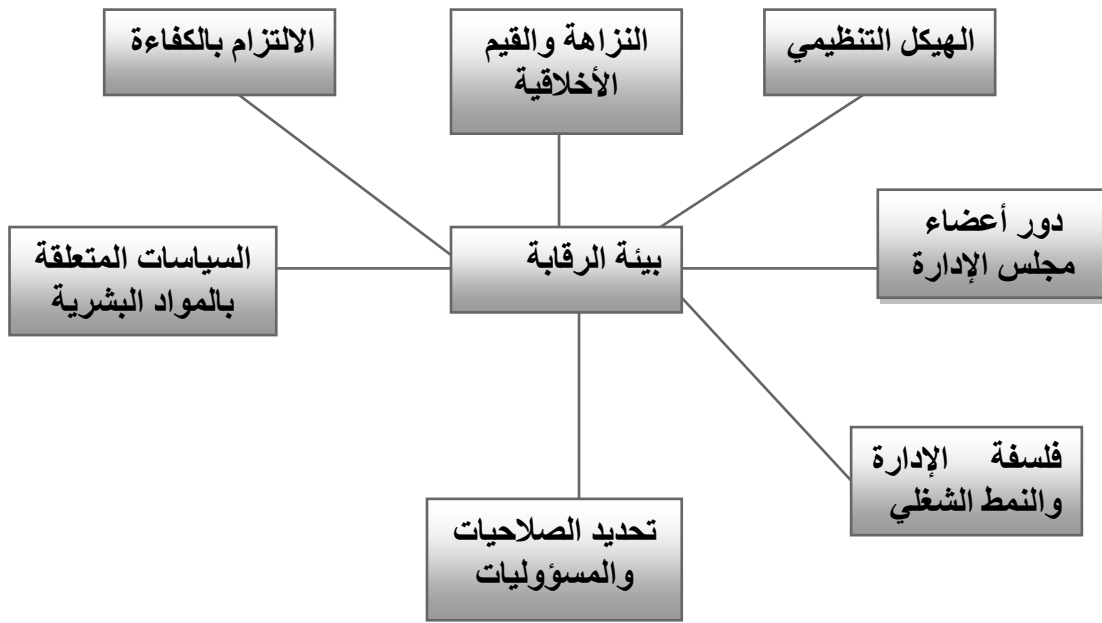 الهيكل التنظيمي
النزاهة والقيم
الأخلاقية
الالتزام بالكفاءة
دور أعضاء
مجلس الإدارة
بيئة الرقابة
السياسات المتعلقة
بالمواد البشرية
فلسفة الإدارة
والنمط الشغلي
تحديد الصلاحيات
والمسؤوليات